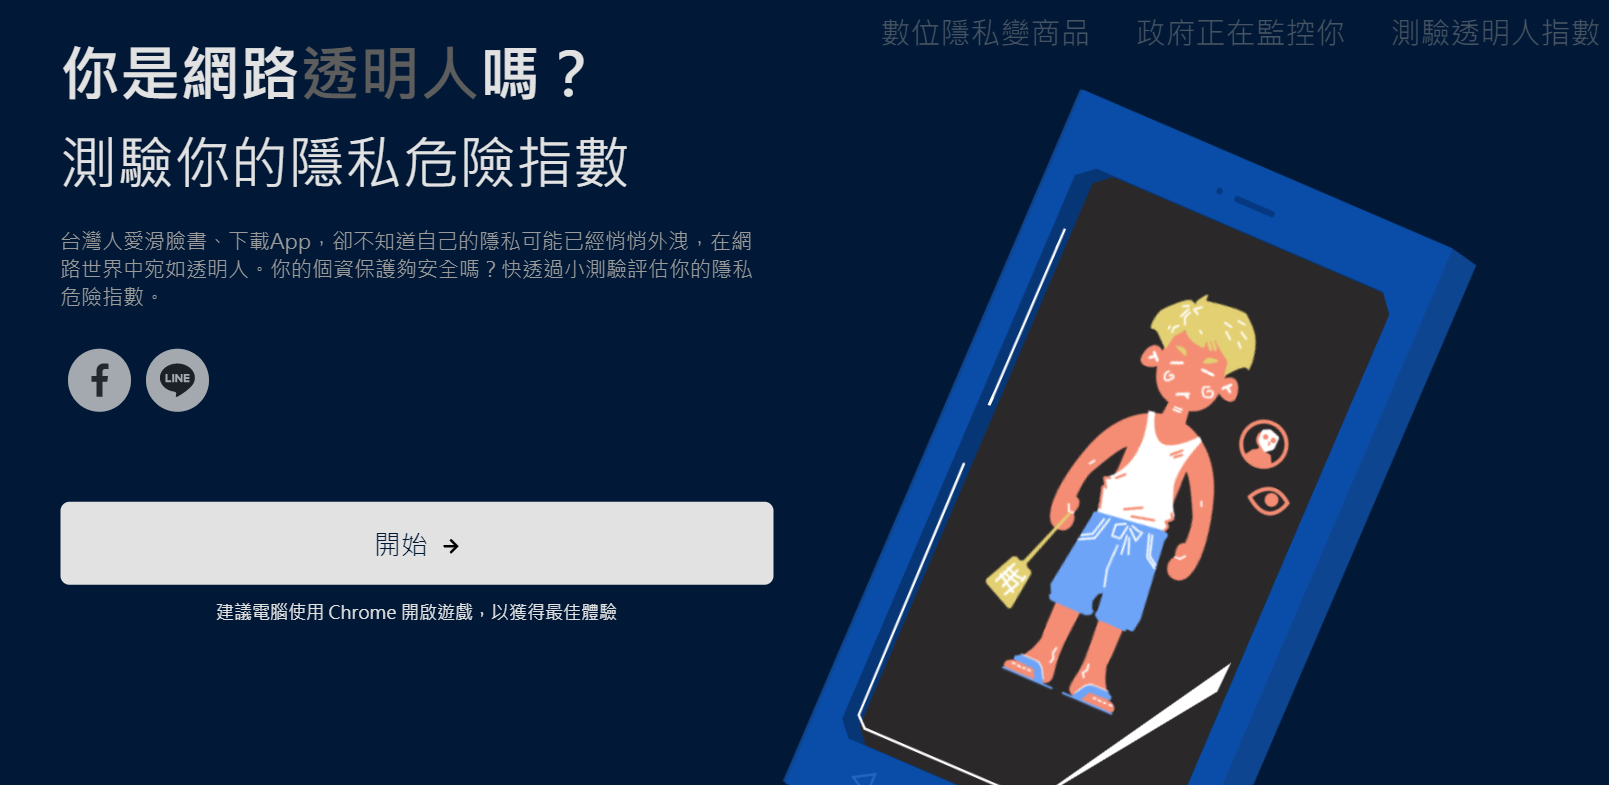 數位隱私變商品
政府正在監控你
測驗透明人指數
你是網路透明人嗎？
測驗你的隱私危險指數
台灣人愛滑臉書、下載App，卻不知道自己的隱私可能已經悄悄外洩，在網
路世界中宛如透明人。你的個資保護夠安全嗎？快透過小測驗評估你的隱私
危險指數。
LINE
開始 →
建議電腦使用 Chrome 開啟遊戲，以獲得最佳體驗